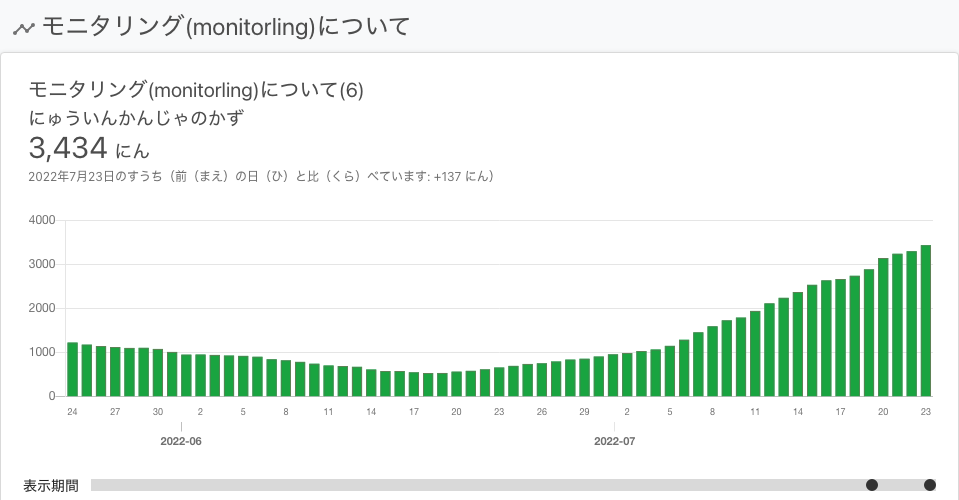 モニタリング(monitorling)について
モニタリング(monitorling)について(6)
にゅういんかんじゃのかず
3,434 にん
2022年7月23日のすうち（前（まえ）の日（ひ）と比（くら）べています: +137 にん）
4000
3000
2000
1000
0
24 27 30 2 5 8 11 14 17 20 23 26 29 2 5 8 11 14 17 20 23
2022-06 2022-07
表示期間